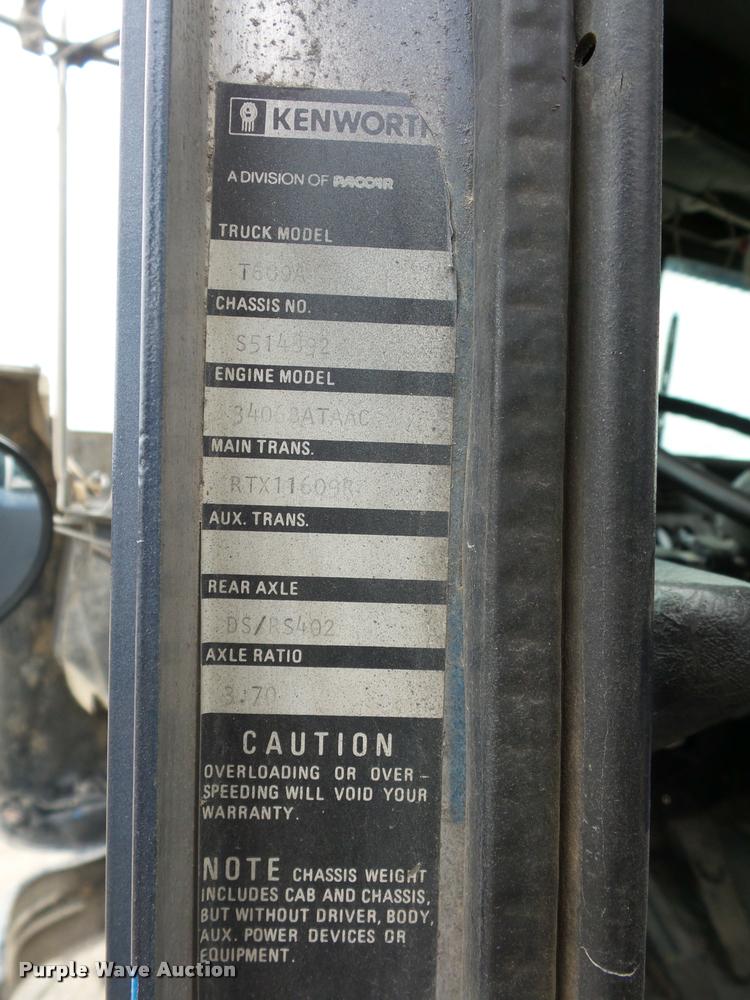 KENWORTH
A DIVISION OF PACCAR
TRUCK MODEL
T600A
CHASSIS NO.
ENGINE MODEL
MAIN TRANS.
RTX11609R
AUX. TRANS.
REAR AXLE
DS/RS402
AXLE RATIO
3.70
CAUTION
OVERLOADING OR OVER-
SPEEDING WILL VOID YOUR
WARRANTY.
NOTE CHASSIS WEIGHT
INCLUDES CAB AND CHASSIS,
BUT WITHOUT DRIVER, BODY,
AUX. POWER DEVICES OR
EQUIPMENT.
Purple Wave Auction